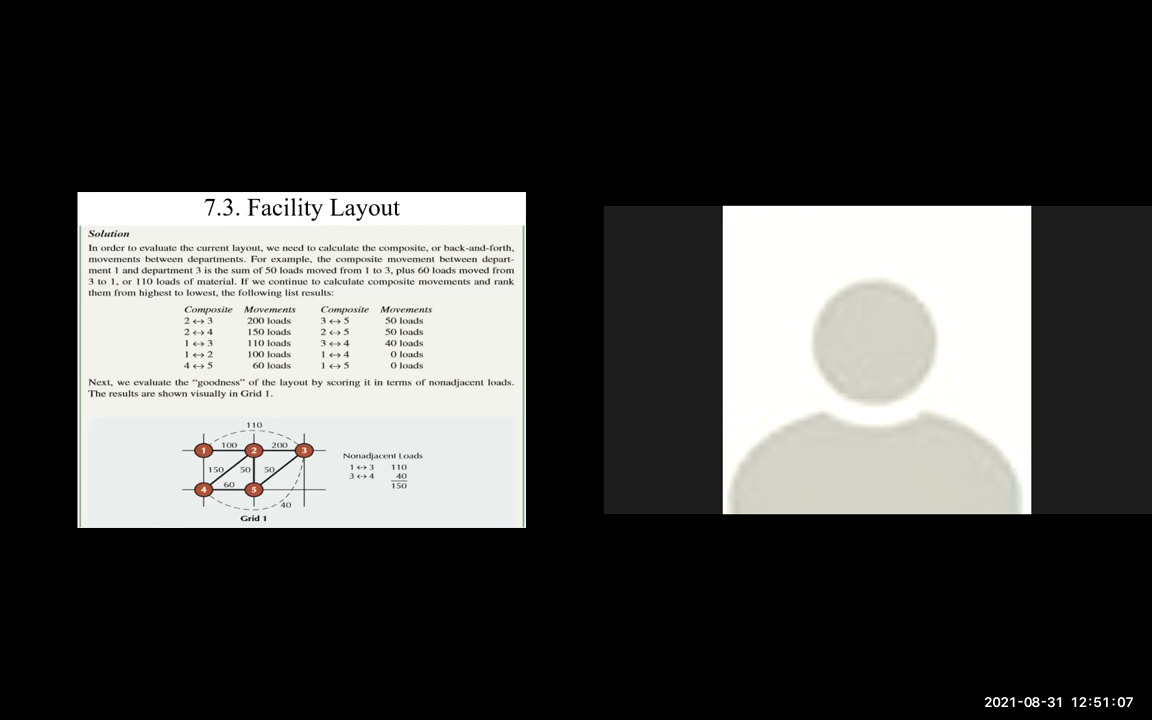 7.3. Facility Layout
Solution
In order to evaluate the current layout, we need to calculate the composite, or back-and-forth,
movements between departments. For example, the composite movement between depart-
ment 1 and department 3 is the sum of 50 loads moved from 1 to 3, plus 60 loads moved from
3 to 1, or 110 loads of material. If we continue to calculate composite movements and rank
them from highest to lowest, the following list results:
Composite Movements Composite Movements
2 ↔ 3 200 loads 3 ↔ 5 50 loads
2 ↔ 4 150 loads 2 ↔ 5 50 loads
1 ↔ 3 110 loads 3 ↔ 4 40 loads
1 ↔ 2 100 loads 1 ↔ 4 0 loads
4 ↔ 5 60 loads 1 ↔ 5 0 loads
Next, we evaluate the “goodness” of the layout by scoring it in terms of nonadjacent loads.
The results are shown visually in Grid 1.
110
1 100 2 200 3
150 50 50
4 60 5
40
Grid 1
Nonadjacent Loads
1 ↔ 3 110
3 ↔ 4 40
150
2021-08-31 12:51:07